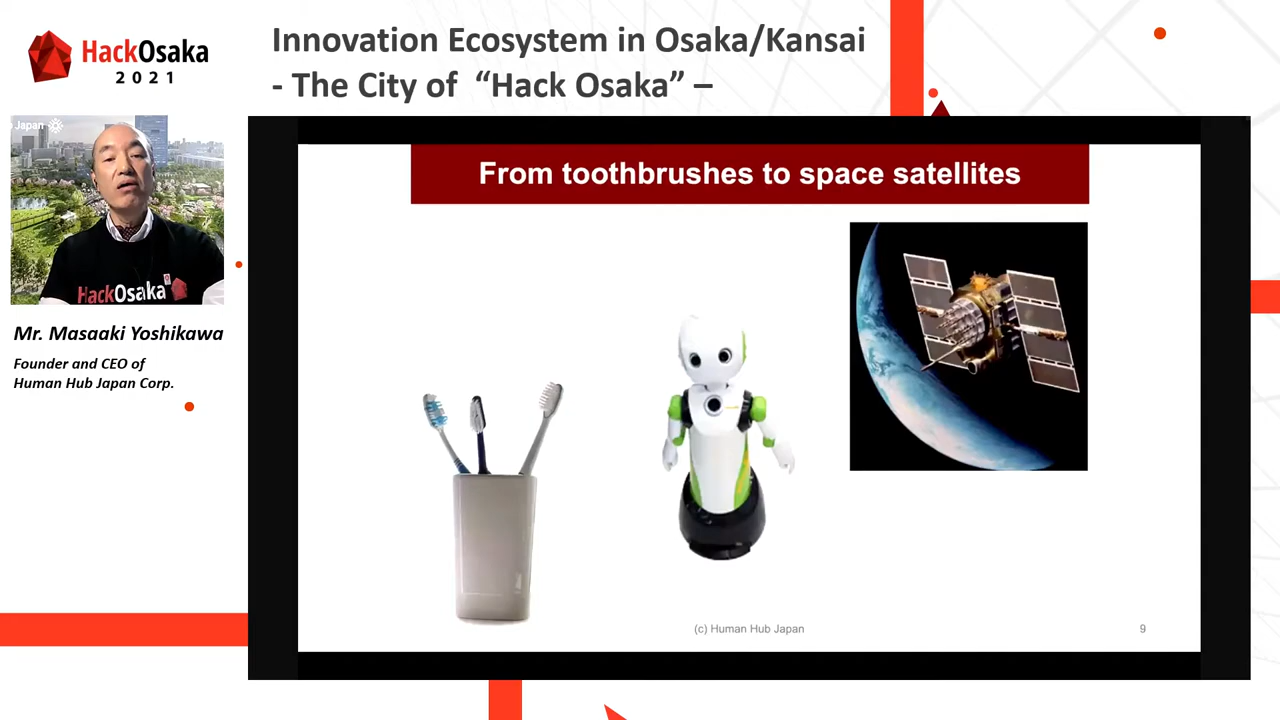 HackOsaka
2021
Innovation Ecosystem in Osaka/Kansai
- The City of “Hack Osaka” –
Japan
HackOsaka
Mr. Masaaki Yoshikawa
Founder and CEO of
Human Hub Japan Corp.
From toothbrushes to space satellites
(c) Human Hub Japan
9